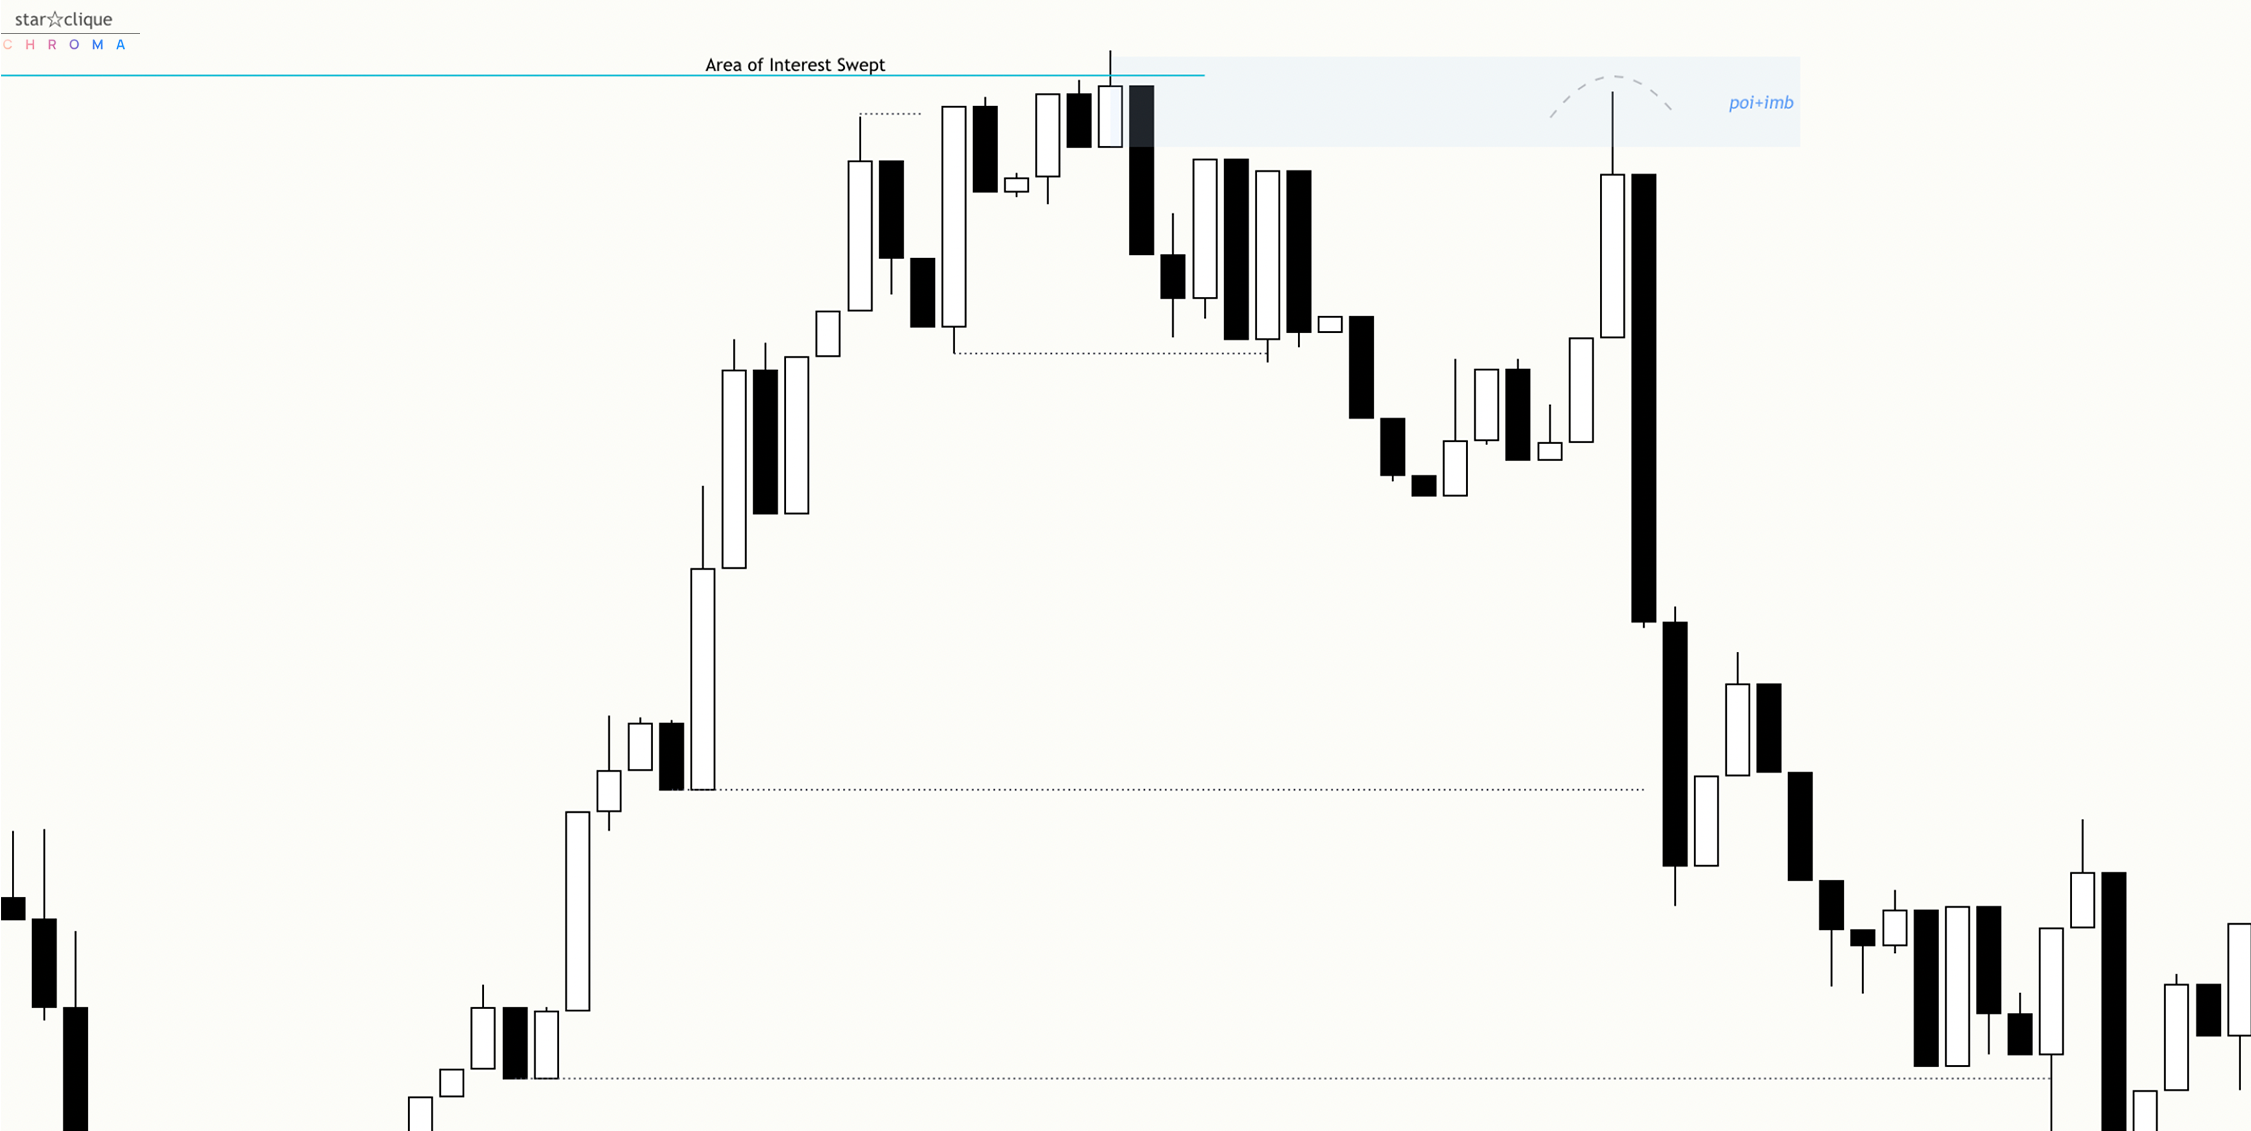 star☆clique
C H R O M A
Area of Interest Swept
poi+imb